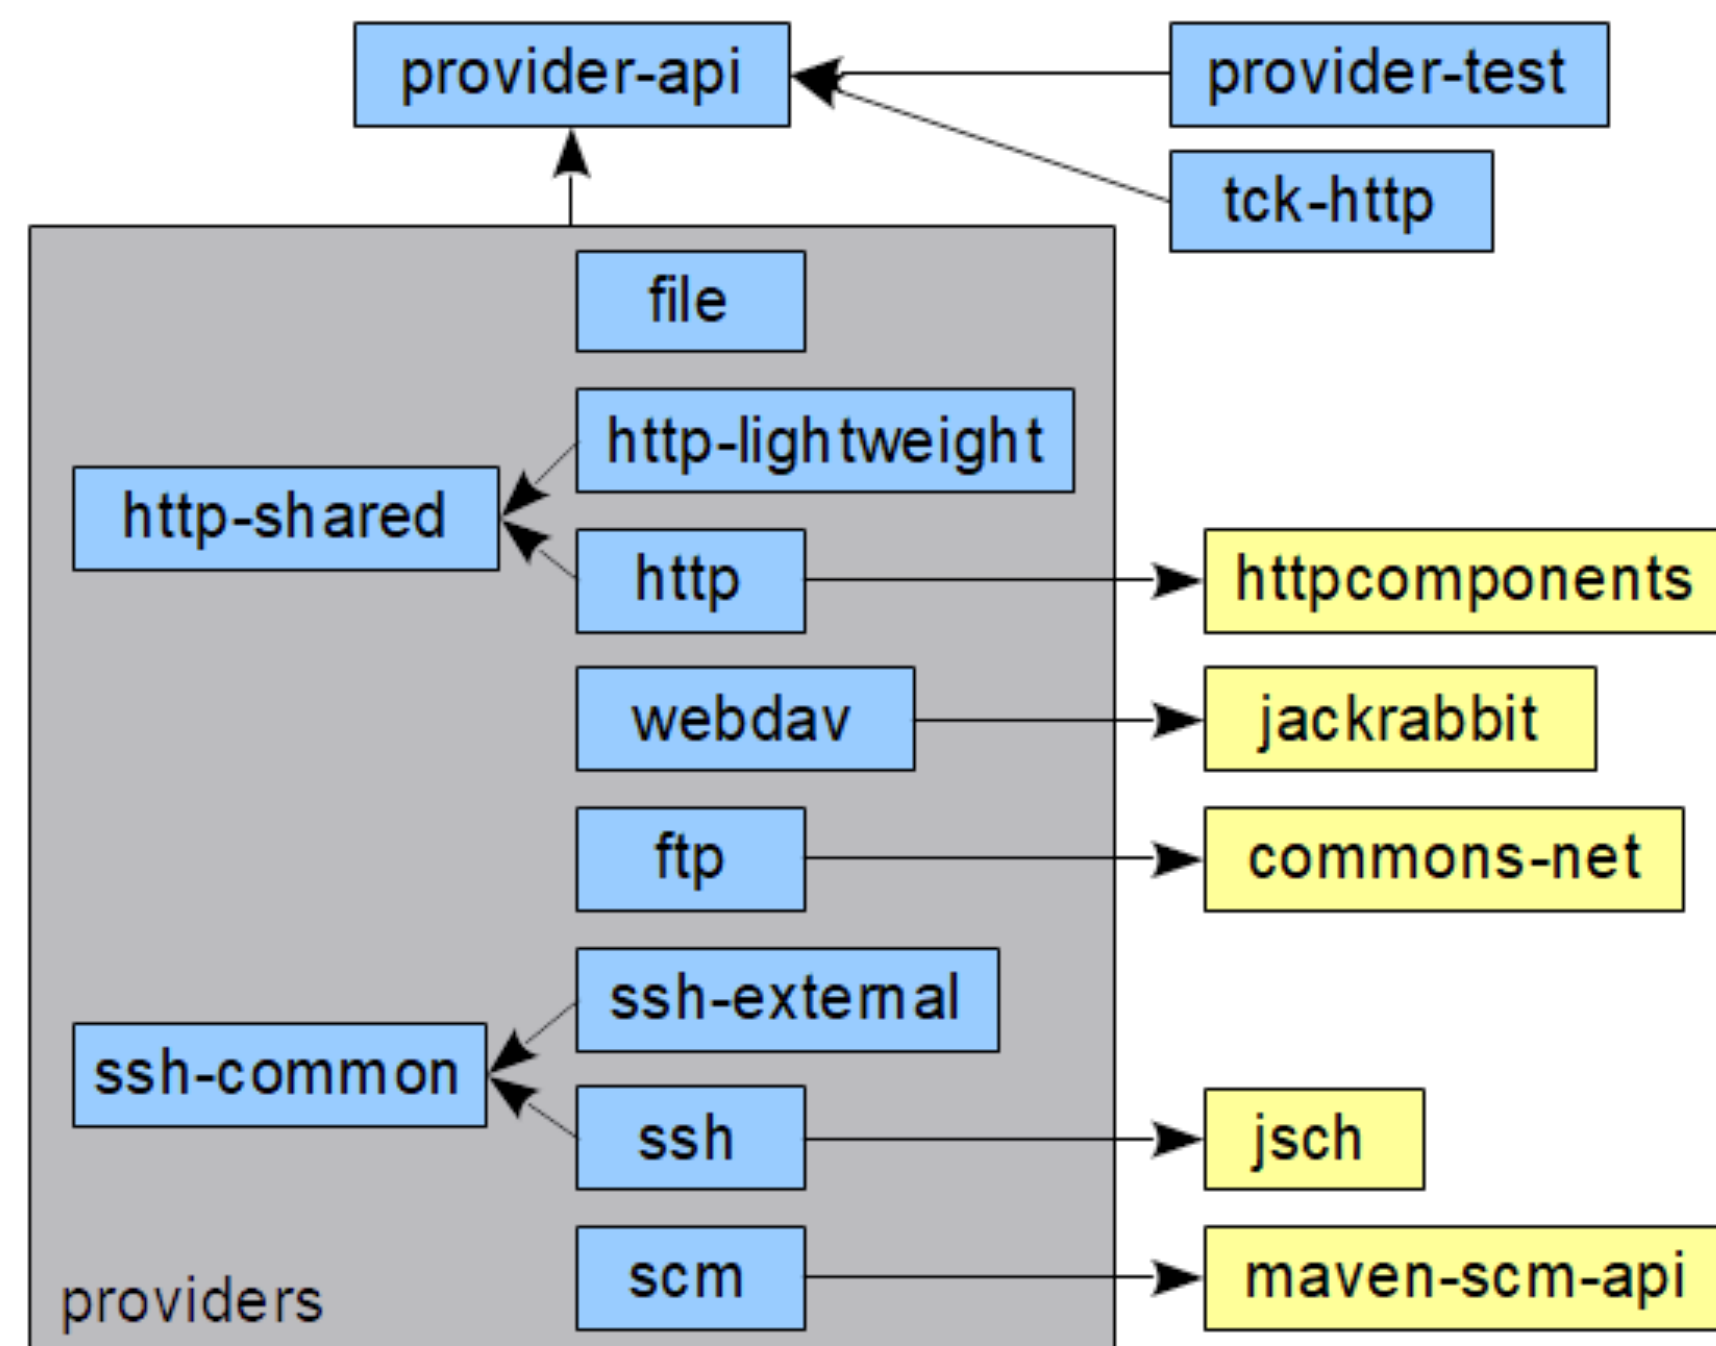 provider-api
provider-test
tck-http
file
http-lightweight
http-shared
http
httpcomponents
webdav
jackrabbit
ftp
commons-net
ssh-external
ssh-common
ssh
jsch
scm
maven-scm-api
providers